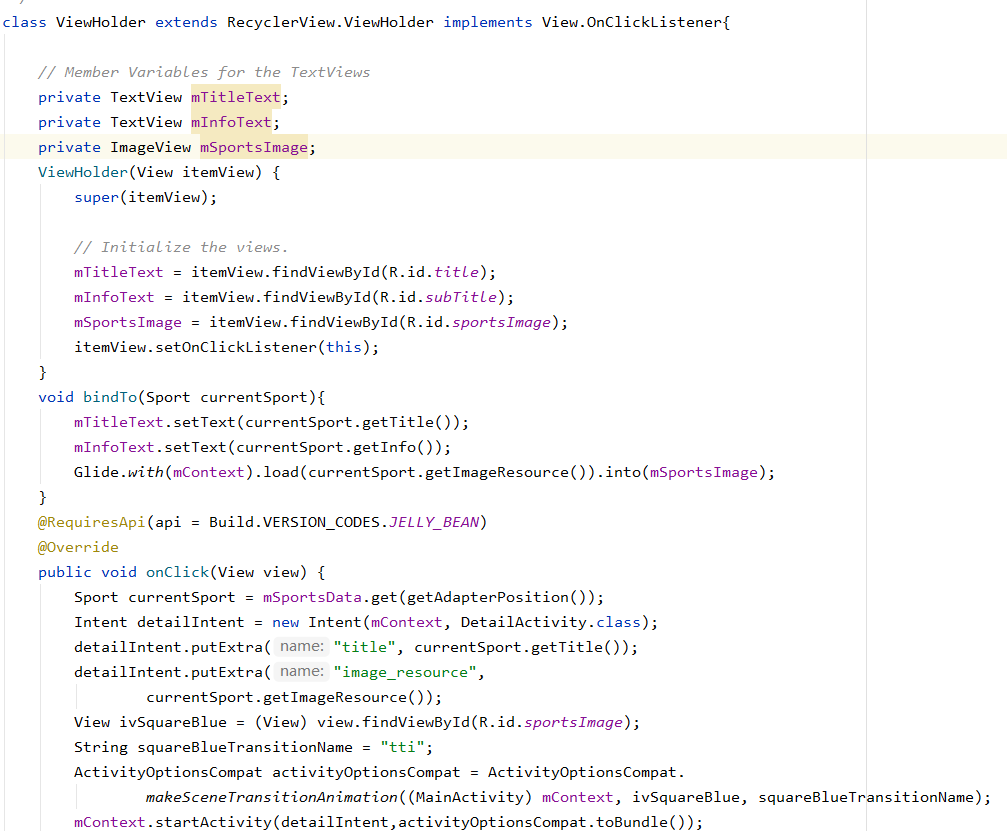 class ViewHolder extends RecyclerView.ViewHolder implements View.OnClickListener{
// Member Variables for the TextViews
private TextView mTitleText;
private TextView mInfoText;
private ImageView mSportsImage;
ViewHolder(View itemView) {
super(itemView);
// Initialize the views.
mTitleText = itemView.findViewById(R.id.title);
mInfoText = itemView.findViewById(R.id.subTitle);
mSportsImage = itemView.findViewById(R.id.sportsImage);
itemView.setOnClickListener(this);
}
void bindTo(Sport currentSport){
mTitleText.setText(currentSport.getTitle());
mInfoText.setText(currentSport.getInfo());
Glide.with(mContext).load(currentSport.getImageResource()).into(mSportsImage);
}
@RequiresApi(api = Build.VERSION_CODES.JELLY_BEAN)
@Override
public void onClick(View view) {
Sport currentSport = mSportsData.get(getAdapterPosition());
Intent detailIntent = new Intent(mContext, DetailActivity.class);
detailIntent.putExtra( name: "title", currentSport.getTitle());
detailIntent.putExtra( name: "image_resource",
currentSport.getImageResource());
View ivSquareBlue = (View) view.findViewById(R.id.sportsImage);
String squareBlueTransitionName = "tti";
ActivityOptionsCompat activityOptionsCompat = ActivityOptionsCompat.
makeSceneTransitionAnimation((MainActivity) mContext, ivSquareBlue, squareBlueTransitionName);
mContext.startActivity(detailIntent,activityOptionsCompat.toBundle());